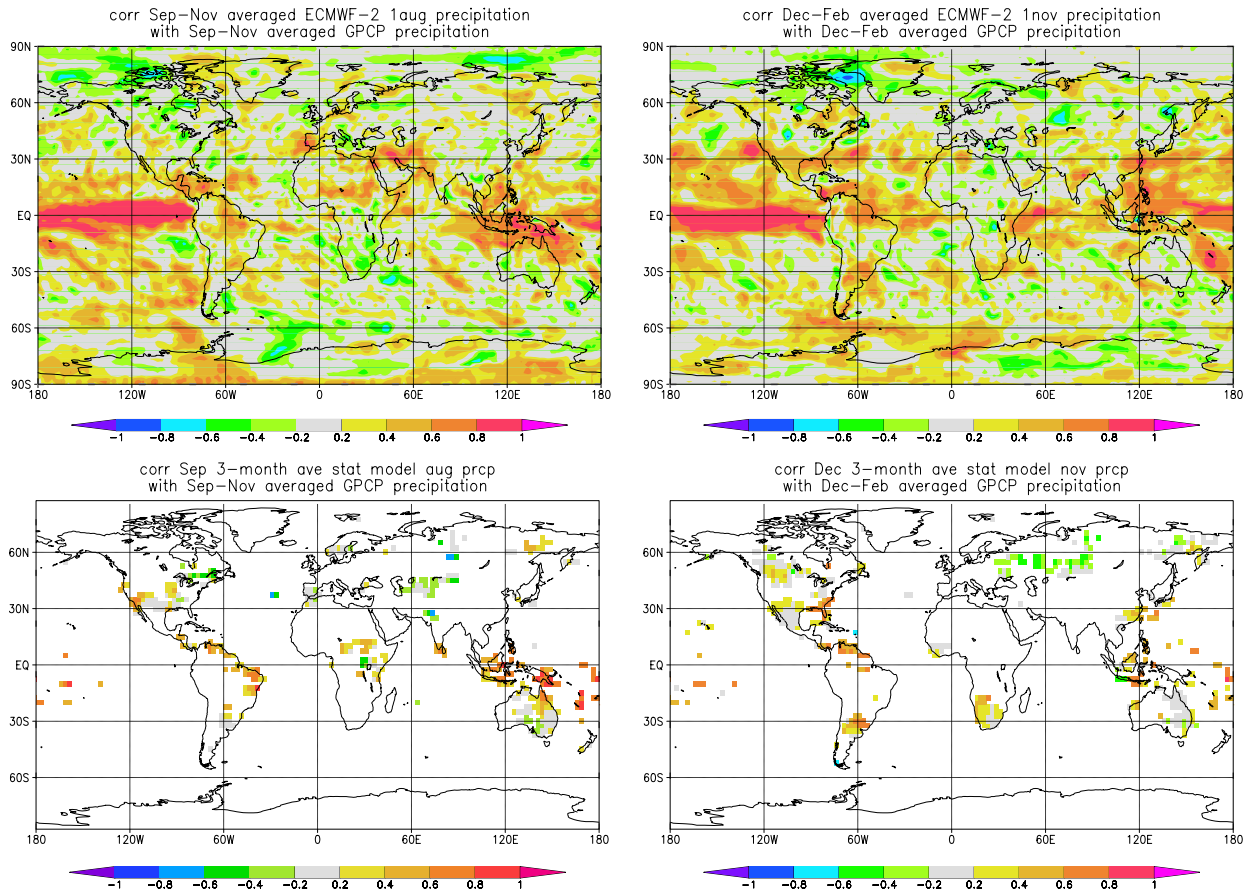 corr Sep-Nov averaged ECMWF-2 1aug precipitation
with Sep-Nov averaged GPCP precipitation
90N
60N
30N
EQ
30S
60S
90S
180 120W 60W 0 60E 120E 180
-1 -0.8 -0.6 -0.4 -0.2 0.2 0.4 0.6 0.8 1
corr Dec-Feb averaged ECMWF-2 1nov precipitation
with Dec-Feb averaged GPCP precipitation
90N
60N
30N
EQ
30S
60S
90S
180 120W 60W 0 60E 120E 180
-1 -0.8 -0.6 -0.4 -0.2 0.2 0.4 0.6 0.8 1
corr Sep 3-month ave stat model aug prcp
with Sep-Nov averaged GPCP precipitation
60N
30N
EQ
30S
60S
180 120W 60W 0 60E 120E 180
-1 -0.8 -0.6 -0.4 -0.2 0.2 0.4 0.6 0.8 1
corr Dec 3-month ave stat model nov prcp
with Dec-Feb averaged GPCP precipitation
60N
30N
EQ
30S
60S
180 120W 60W 0 60E 120E 180
-1 -0.8 -0.6 -0.4 -0.2 0.2 0.4 0.6 0.8 1